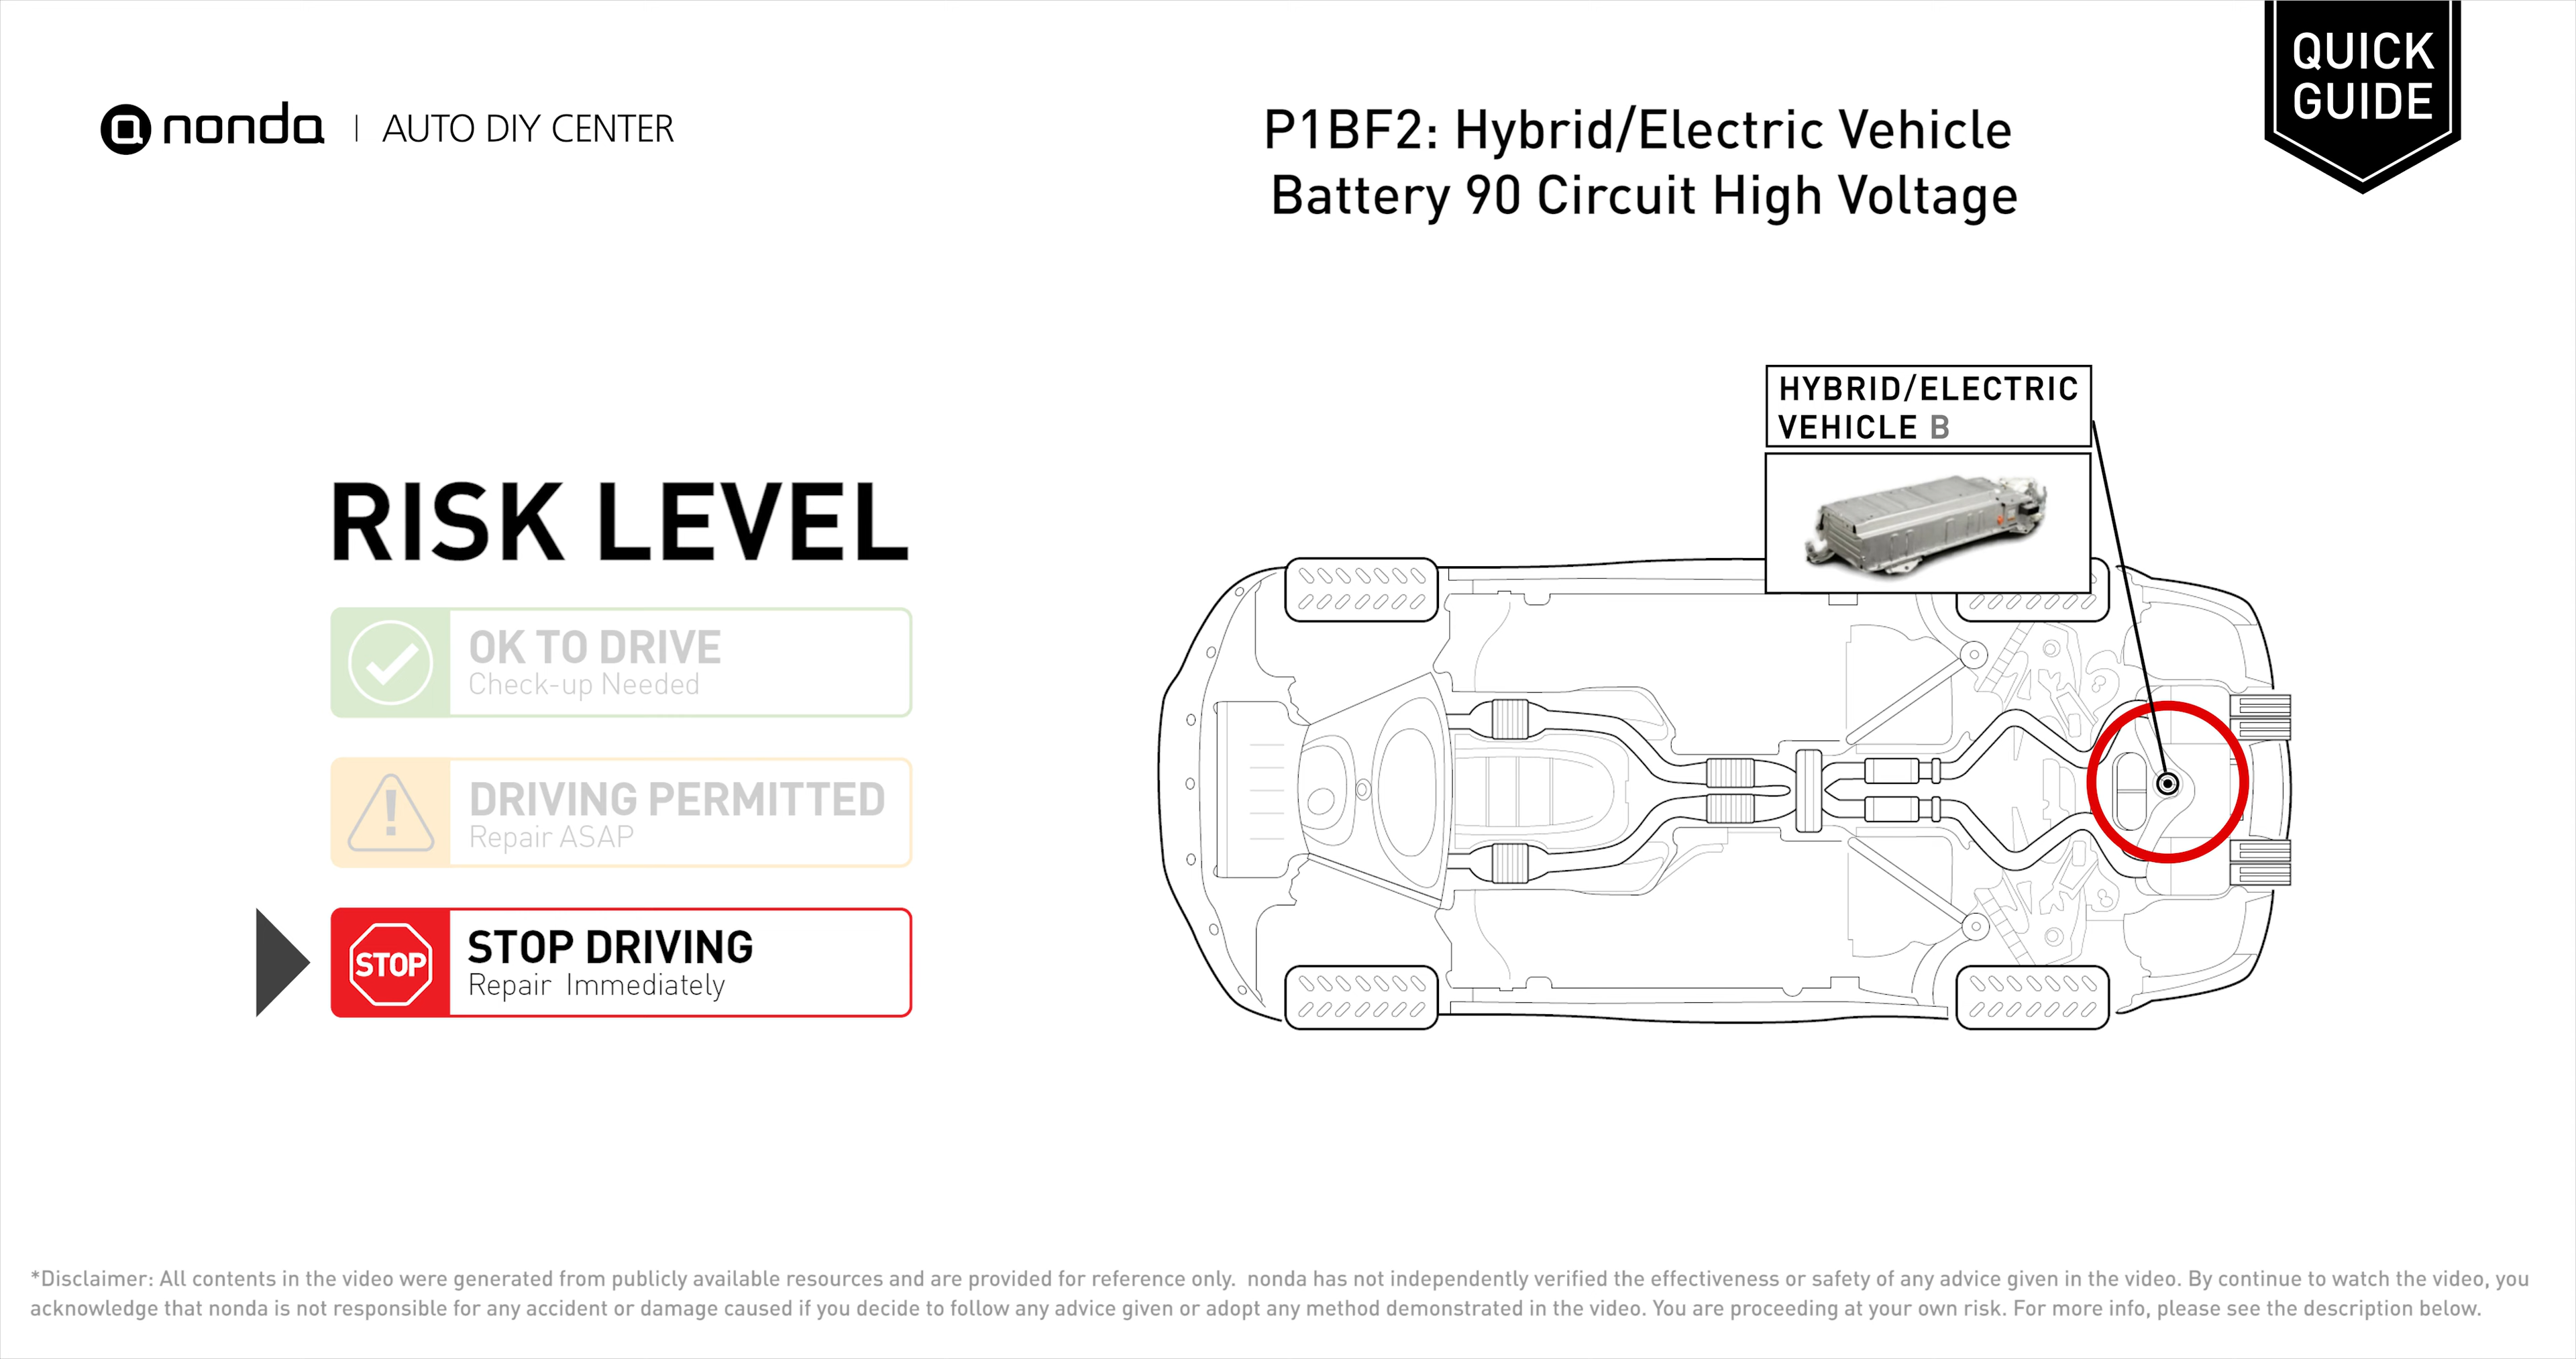 nonda | AUTO DIY CENTER
P1BF2: Hybrid/Electric Vehicle
Battery 90 Circuit High Voltage
QUICK
GUIDE
HYBRID/ELECTRIC
VEHICLE B
RISK LEVEL
OK TO DRIVE
Check-up Needed
DRIVING PERMITTED
Repair ASAP
STOP
STOP DRIVING
Repair Immediately
*Disclaimer: All contents in the video were generated from publicly available resources and are provided for reference only. nonda has not independently verified the effectiveness or safety of any advice given in the video. By continue to watch the video, you
acknowledge that nonda is not responsible for any accident or damage caused if you decide to follow any advice given or adopt any method demonstrated in the video. You are proceeding at your own risk. For more info, please see the description below.